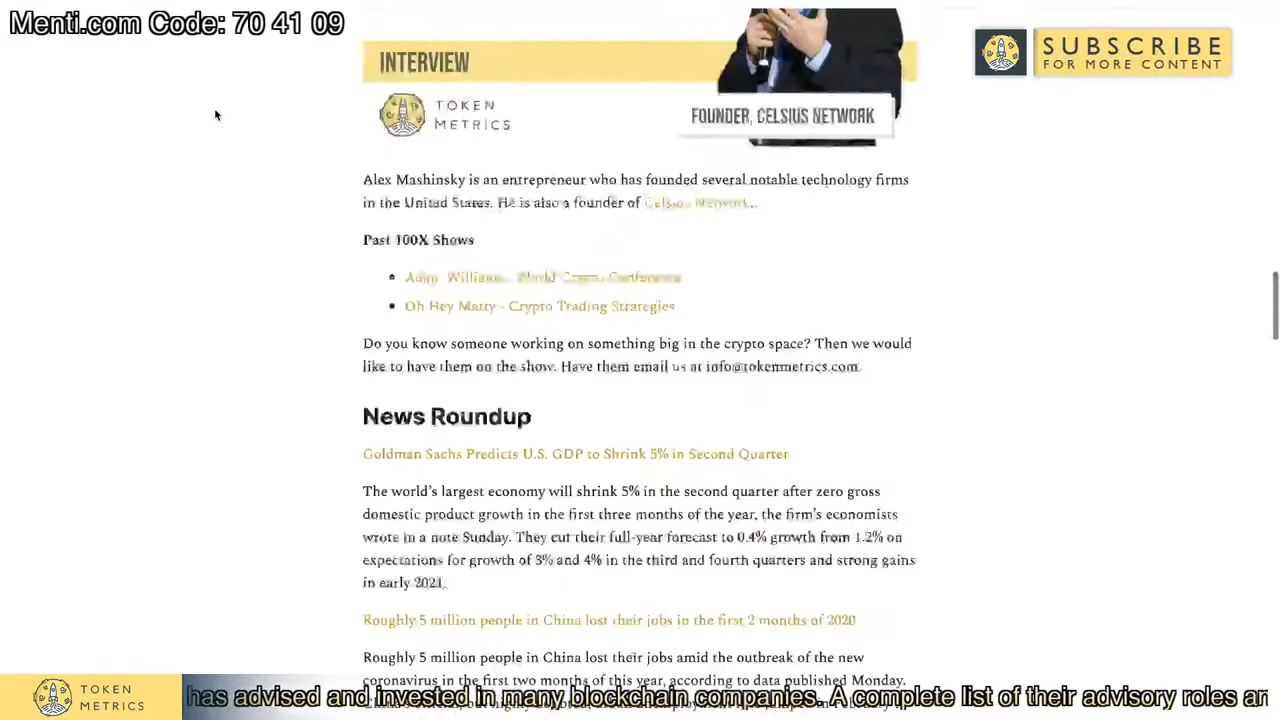 Menti.com Code: 70 41 09
SUBSCRIBE
FOR MORE CONTENT
INTERVIEW
TOKEN
METRICS
FOUNDER, CELSIUS NETWORK
Alex Mashinsky is an entrepreneur who has founded several notable technology firms
in the United States. He is also a founder of Celsius Network..
Past 100X Shows
Adam Williams - World Crypto Conference
Oh Hey Matty - Crypto Trading Strategies
Do you know someone working on something big in the crypto space? Then we would
like to have them on the show. Have them email us at info@tokenmetrics.com
News Roundup
Goldman Sachs Predicts U.S. GDP to Shrink 5% in Second Quarter
The world's largest economy will shrink 5% in the second quarter after zero gross
domestic product growth in the first three months of the year, the firm's economists
wrote in a note Sunday. They cut their full-year forecast to 0.4% growth from 1.2% on
expectations for growth of 3% and 4% in the third and fourth quarters and strong gains
in early 2021.
Roughly 5 million people in China lost their jobs in the first 2 months of 2020
Roughly 5 million people in China lost their jobs amid the outbreak of the new
coronavirus in the first two months of this year, according to data published Monday.
TOKEN
METRICS
has advised and invested in many blockchain companies. A complete list of their advisory roles an